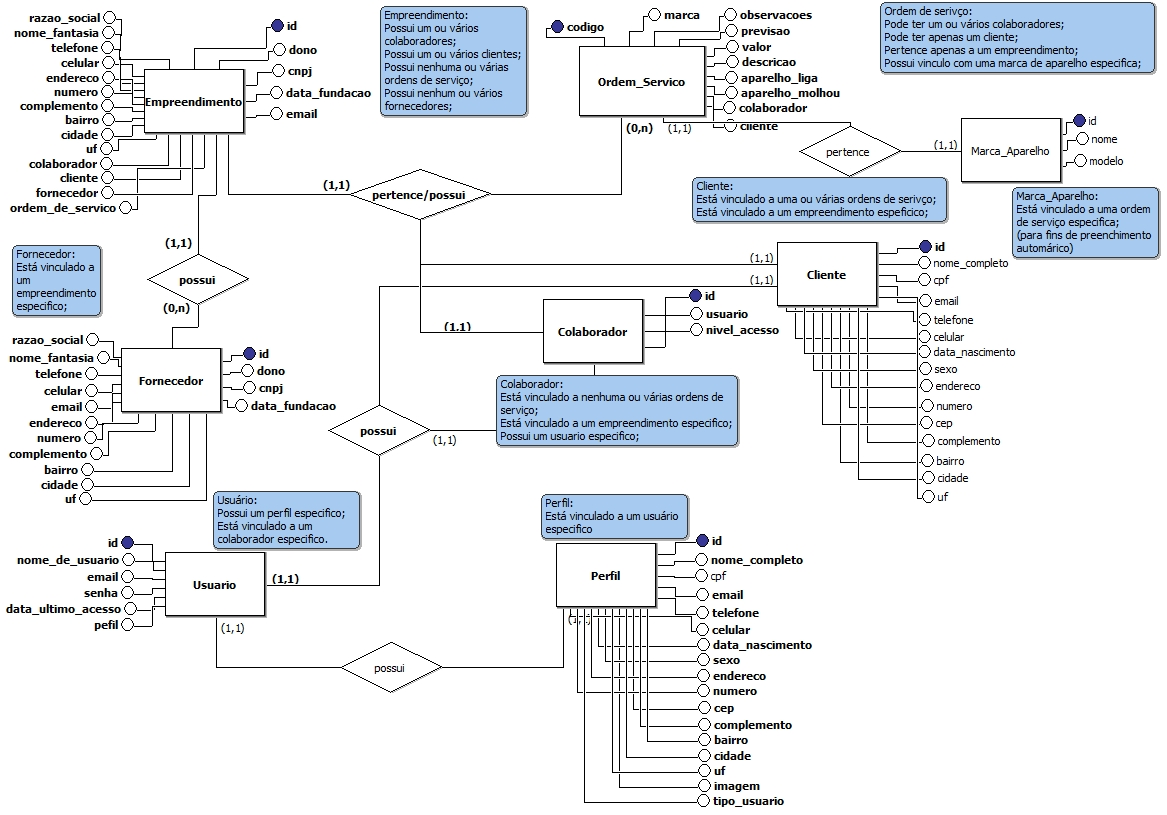 razao_social
nome_fantasia
telefone
celular
endereco
numero
complemento
bairro
cidade
uf
colaborador
cliente
fornecedor
ordem_de_servico
Empreendimento
id
dono
cnpj
data_fundacao
email
Empreendimento:
Possui um ou vários
colaboradores;
Possui um ou vários clientes;
Possui nenhuma ou várias
ordens de serviço;
Possui nenhum ou vários
fornecedores;
codigo
marca
observacoes
previsao
valor
descricao
aparelho_liga
aparelho_molhou
colaborador
cliente
Ordem_Servico
(0,n)
(1,1)
Ordem de serivço:
Pode ter um ou vários colaboradores;
Pode ter apenas um cliente;
Pertence apenas a um empreendimento;
Possui vinculo com uma marca de aparelho especifica;
pertence
(1,1)
Marca_Aparelho
id
nome
modelo
(1,1)
pertence/possui
Cliente:
Está vinculado a uma ou várias ordens de serivço;
Está vinculado a um empreendimento espeficico;
Marca_Aparelho:
Está vinculado a uma ordem
de serviço especifica;
(para fins de preenchimento
automárico)
Fornecedor:
Está vinculado a
um
empreendimento
especifico;
(1,1)
possui
(0,n)
(1,1)
(1,1)
Cliente
id
nome_completo
cpf
email
telefone
celular
data_nascimento
sexo
endereco
numero
cep
complemento
bairro
cidade
uf
(1,1)
Colaborador
id
usuario
nivel_acesso
razao_social
nome_fantasia
telefone
celular
email
endereco
numero
complemento
bairro
cidade
uf
Fornecedor
id
dono
cnpj
data_fundacao
Colaborador:
Está vinculado a nenhuma ou várias ordens de
serviço;
Está vinculado a um empreendimento especifico;
Possui um usuario especifico;
possui
(1,1)
Usuário:
Possui um perfil especifico;
Está vinculado a um
colaborador especifico.
Perfil:
Está vinculado a um usuário
especifico
id
nome_de_usuario
email
senha
data_ultimo_acesso
pefil
Usuario
(1,1)
(1,1)
possui
Perfil
id
nome_completo
cpf
email
telefone
celular
data_nascimento
sexo
endereco
numero
cep
complemento
bairro
cidade
uf
imagem
tipo_usuario